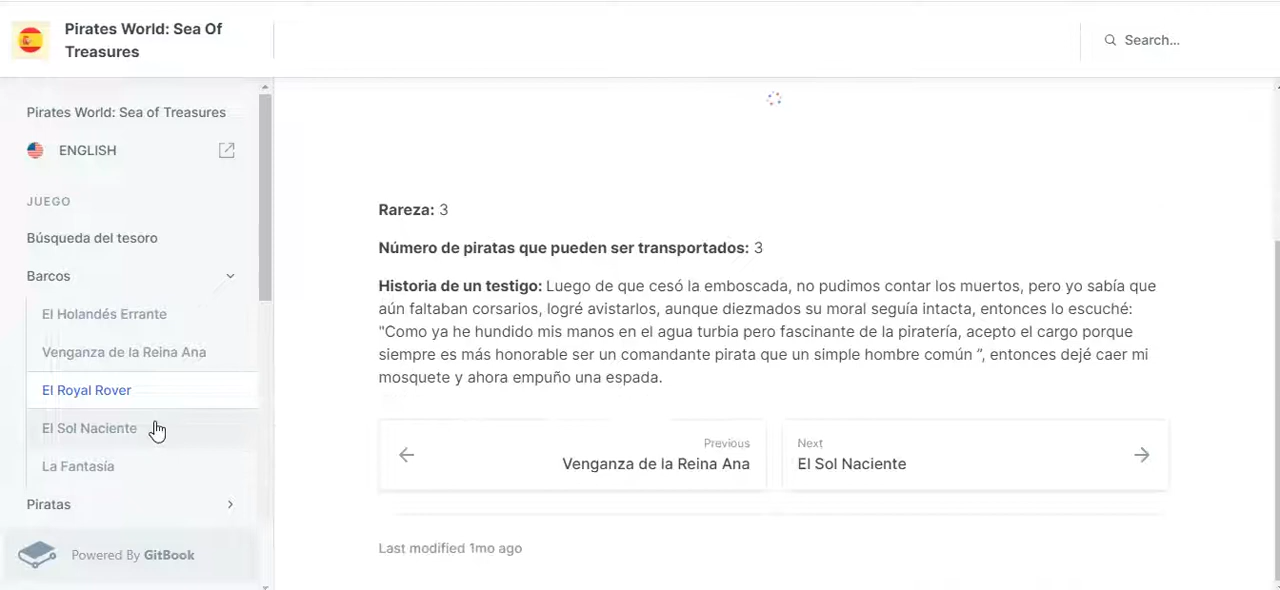 Pirates World: Sea Of
Treasures
Search...
Pirates World: Sea of Treasures
ENGLISH
JUEGO
Búsqueda del tesoro
Barcos
El Holandés Errante
Venganza de la Reina Ana
El Royal Rover
El Sol Naciente
La Fantasía
Piratas
Powered By GitBook
Rareza: 3
Número de piratas que pueden ser transportados: 3
Historia de un testigo: Luego de que cesó la emboscada, no pudimos contar los muertos, pero yo sabía que
aún faltaban corsarios, logré avistarlos, aunque diezmados su moral seguía intacta, entonces lo escuché:
"Como ya he hundido mis manos en el agua turbia pero fascinante de la piratería, acepto el cargo porque
siempre es más honorable ser un comandante pirata que un simple hombre común ”, entonces dejé caer mi
mosquete y ahora empuño una espada.
Previous
Venganza de la Reina Ana
Next
El Sol Naciente
Last modified 1mo ago